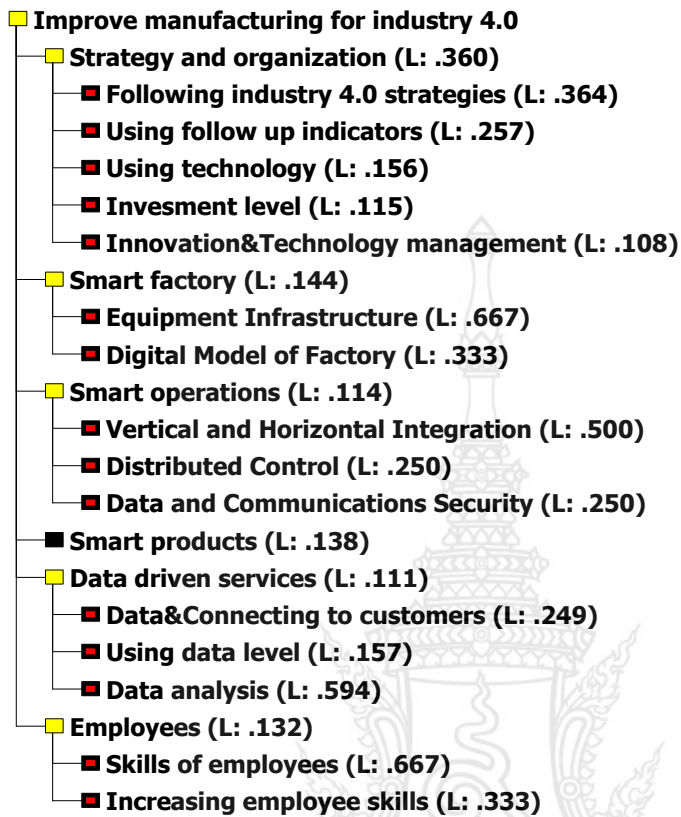 Improve manufacturing for industry 4.0
Strategy and organization (L: .360)
Following industry 4.0 strategies (L: .364)
Using follow up indicators (L: .257)
Using technology (L: .156)
Invesment level (L: .115)
Innovation&Technology management (L: .108)
Smart factory (L: .144)
Equipment Infrastructure (L: .667)
Digital Model of Factory (L: .333)
Smart operations (L: .114)
Vertical and Horizontal Integration (L: .500)
Distributed Control (L: .250)
Data and Communications Security (L: .250)
Smart products (L: .138)
Data driven services (L: .111)
Data&Connecting to customers (L: .249)
Using data level (L: .157)
Data analysis (L: .594)
Employees (L: .132)
Skills of employees (L: .667)
Increasing employee skills (L: .333)